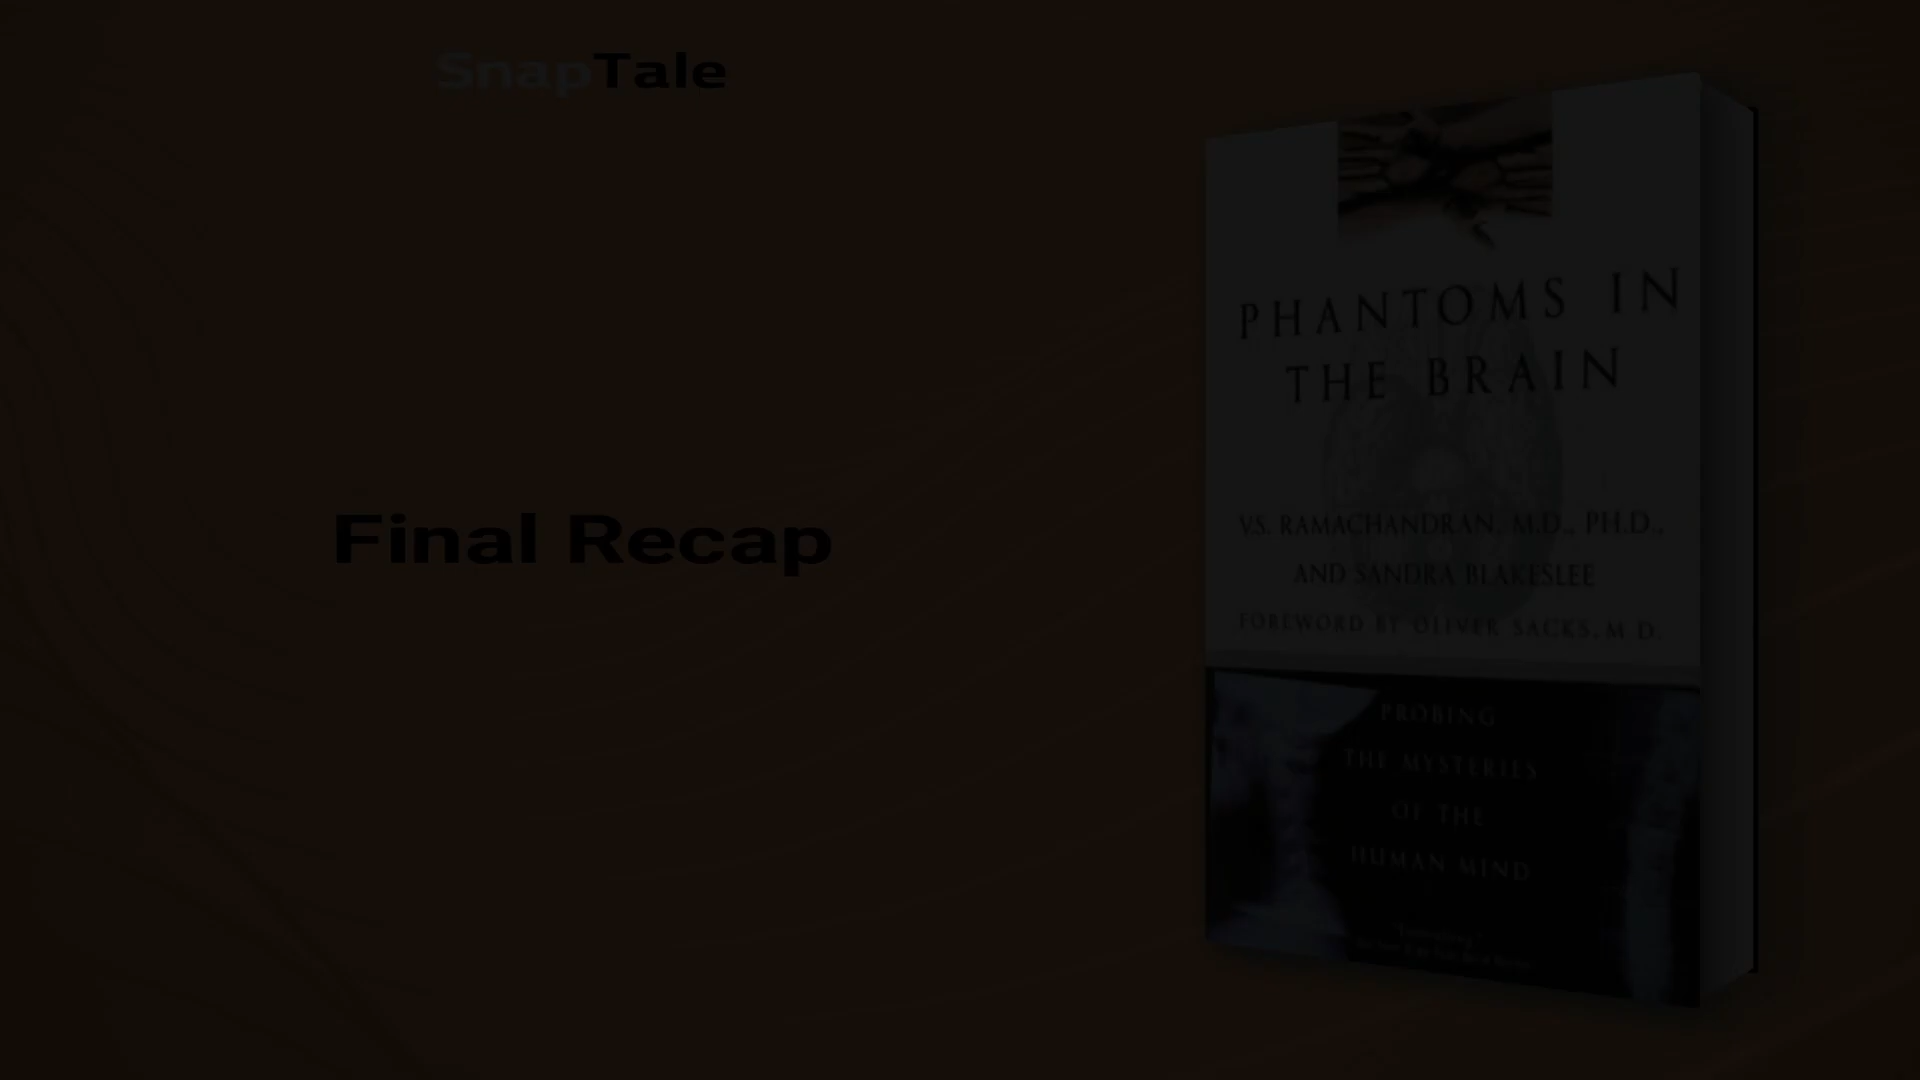 SnapTale
Final Recap
PHANTOMS IN
THE BRAIN
V.S. RAMACHANDRAN, M.D., PH.D.,
AND SANDRA BLAKESLEE
FOREWORD BY OLIVER SACKS, M.D.
PROBING
THE MYSTERIES
OF THE
HUMAN MIND